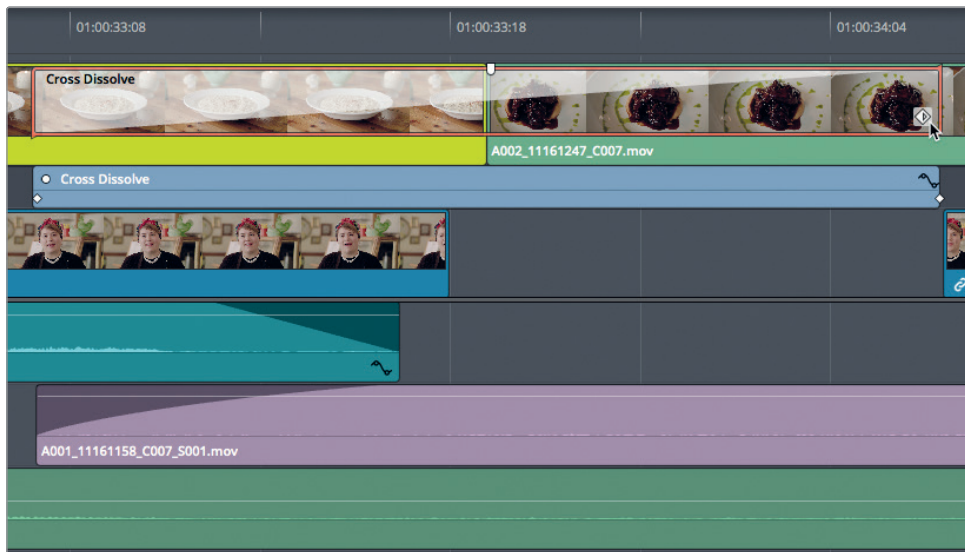 01:00:33:08
01:00:33:18
01:00:34:04
Cross Dissolve
A002_11161247_C007.mov
Cross Dissolve
A001_11161158_C007_S001.mov